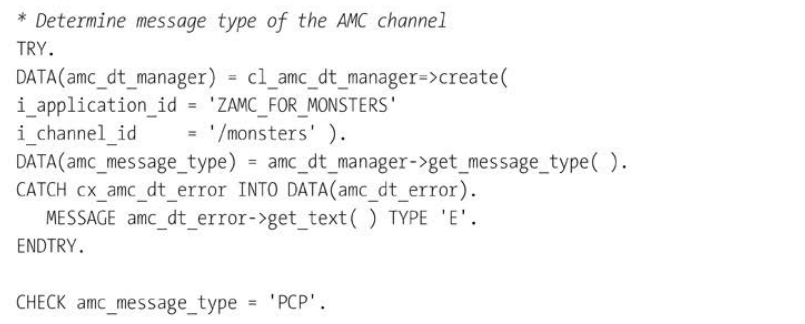 * Determine message type of the AMC channel
TRY.
DATA(amc_dt_manager) = cl_amc_dt_manager=>create(
i_application_id = 'ZAMC_FOR_MONSTERS'
i_channel_id     = '/monsters' ).
DATA(amc_message_type) = amc_dt_manager->get_message_type( ).
CATCH cx_amc_dt_error INTO DATA(amc_dt_error).
   MESSAGE amc_dt_error->get_text( ) TYPE 'E'.
ENDTRY.

CHECK amc_message_type = 'PCP'.